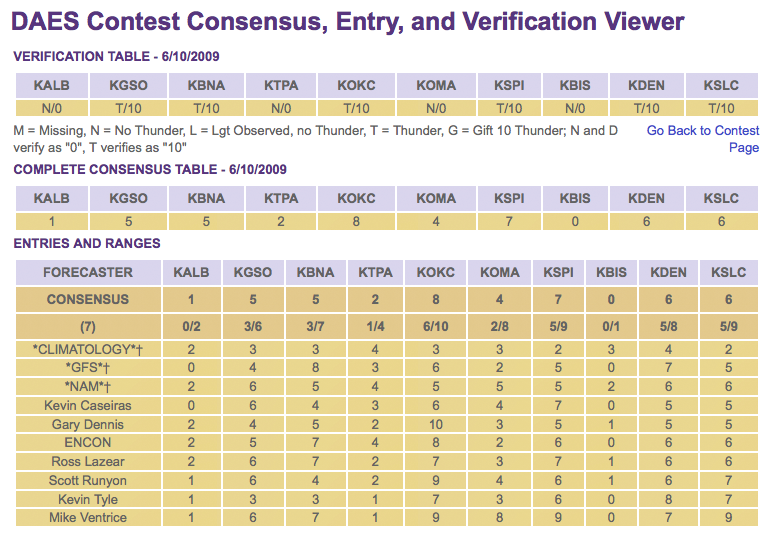 DAES Contest Consensus, Entry, and Verification Viewer
VERIFICATION TABLE - 6/10/2009
KALB KGSO KBNA KTPA KOKC KOMA KSPI KBIS KDEN KSLC
N/0 T/10 T/10 N/0 T/10 N/0 T/10 N/0 T/10 T/10
M = Missing, N = No Thunder, L = Lgt Observed, no Thunder, T = Thunder, G = Gift 10 Thunder; N and D
verify as "0", T verifies as "10"
Go Back to Contest
Page
COMPLETE CONSENSUS TABLE - 6/10/2009
KALB KGSO KBNA KTPA KOKC KOMA KSPI KBIS KDEN KSLC
1 5 5 2 8 4 7 0 6 6
ENTRIES AND RANGES
FORECASTER KALB KGSO KBNA KTPA KOKC KOMA KSPI KBIS KDEN KSLC
CONSENSUS 1 5 5 2 8 4 7 0 6 6
(7) 0/2 3/6 3/7 1/4 6/10 2/8 5/9 0/1 5/8 5/9
*CLIMATOLOGY*† 2 3 3 4 3 3 2 3 4 2
*GFS*† 0 4 8 3 6 2 5 0 7 5
*NAM*† 2 6 5 4 5 5 5 2 6 6
Kevin Caseiras 0 6 4 3 6 4 7 0 5 5
Gary Dennis 2 4 5 2 10 3 5 1 5 5
ENCON 2 5 7 4 8 2 6 0 6 6
Ross Lazear 2 6 7 2 7 3 7 1 6 6
Scott Runyon 1 6 4 2 9 4 6 1 6 7
Kevin Tyle 1 3 3 1 7 3 6 0 8 7
Mike Ventrice 1 6 7 1 9 8 9 0 7 9